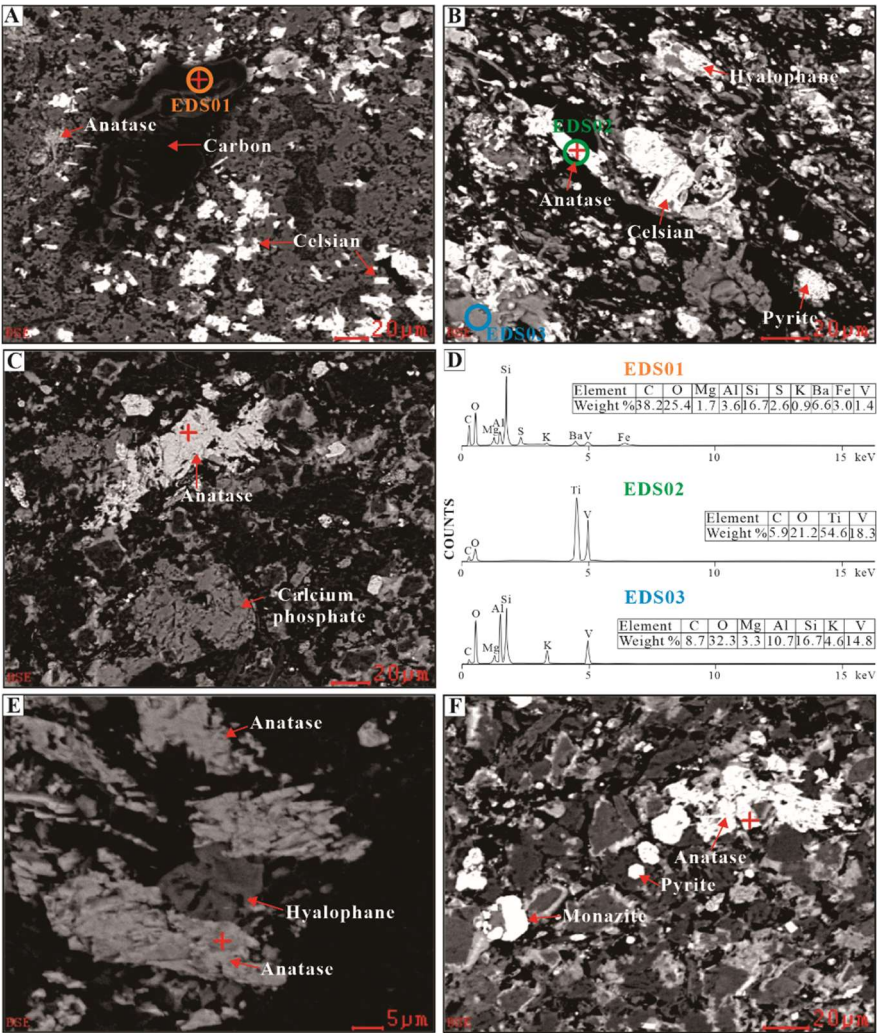 A
EDS01
Anatase
Carbon
Celsian
BSE
20μm
B
Hyalophane
EDS02
Anatase
Celsian
Pyrite
EDS03
20μm
C
Anatase
Calcium
phosphate
BSE
20μm
D
EDS01
Element C O Mg Al Si S K Ba Fe V
Weight % 38.2 25.4 1.7 3.6 16.7 2.6 0.9 6.6 3.0 1.4
C O Mg Al Si S K Ba V Fe
0 5 10 15 keV
EDS02
Element C O Ti V
Weight % 5.9 21.2 54.6 18.3
C O Ti V
0 5 10 15 keV
EDS03
Element C O Mg Al Si K V
Weight % 8.7 32.3 3.3 10.7 16.7 4.6 14.8
C O Mg Al Si K V
0 5 10 15 keV
COUNTS
E
Anatase
Hyalophane
Anatase
BSE
5μm
F
Anatase
Pyrite
Monazite
BSE
20μm